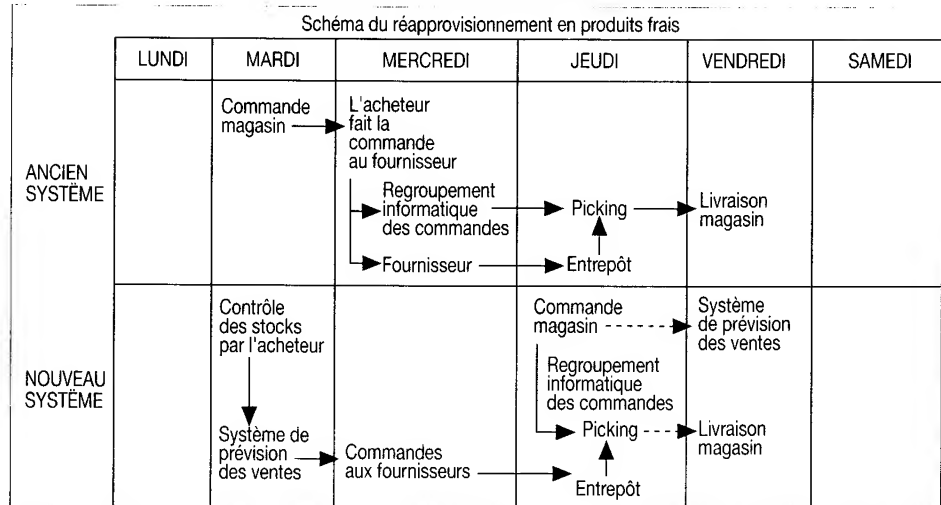 Schéma du réapprovisionnement en produits frais
LUNDI
MARDI
MERCREDI
JEUDI
VENDREDI
SAMEDI
ANCIEN
SYSTËME
Commande
magasin
L'acheteur
fait la
commande
au fournisseur
Regroupement
informatique
des commandes
Fournisseur
Picking
Entrepôt
Livraison
magasin
NOUVEAU
SYSTËME
Contrôle
des stocks
par l'acheteur
Système de
prévision
des ventes
Commandes
aux fournisseurs
Commande
magasin
Regroupement
informatique
des commandes
Picking
Entrepôt
Système
de prévision
des ventes
Livraison
magasin